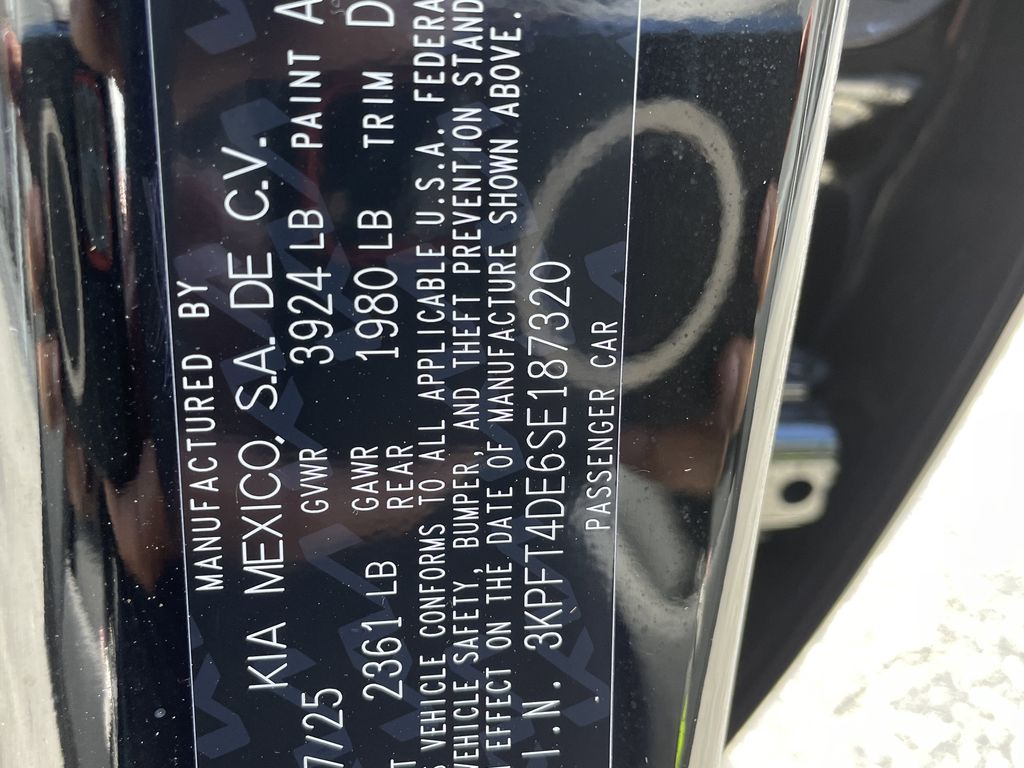 MANUFACTURED BY
KIA MEXICO, S.A. DE C.V.
7/25 GVWR 3924 LB PAINT A
2361 LB GAWR REAR 1980 LB TRIM D
VEHICLE CONFORMS TO ALL APPLICABLE U.S.A. FEDERA
VEHICLE SAFETY, BUMPER, AND THEFT PREVENTION STAND
EFFECT ON THE DATE OF MANUFACTURE SHOWN ABOVE.
I.N. 3KPFT4DE6SE187320
PASSENGER CAR